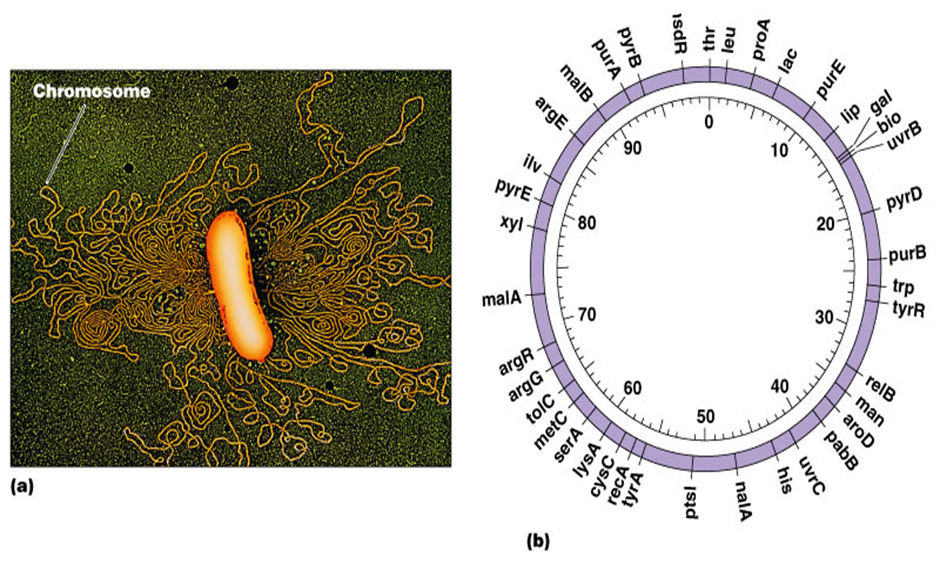 Chromosome
(a)
thr
leu
proA
lac
purE
lip
gal
bio
uvrB
pyrD
purB
trp
tyrR
relB
man
aroD
pabB
uvrC
his
nalA
ptsI
tyrA
recA
cysC
lysA
serA
metC
tolC
argG
argR
malA
xyl
pyrE
ilv
argE
malB
purA
pyrB
0
10
20
30
40
50
60
70
80
90
(b)